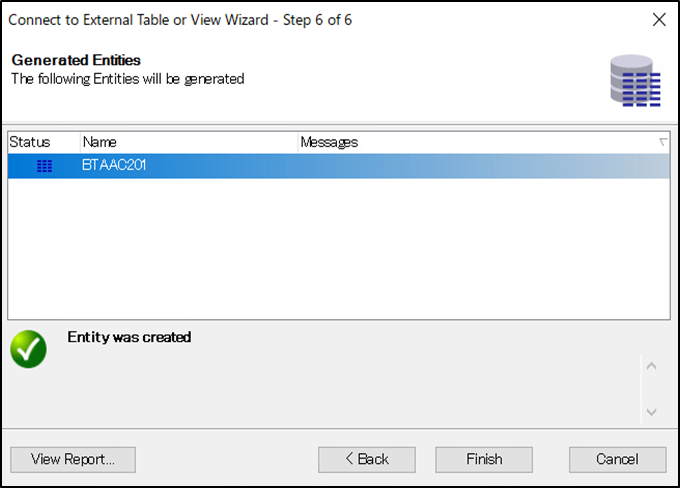 Connect to External Table or View Wizard - Step 6 of 6
Generated Entities
The following Entities will be generated
Status Name Messages
BTAAC201
Entity was created
View Report... < Back Finish Cancel